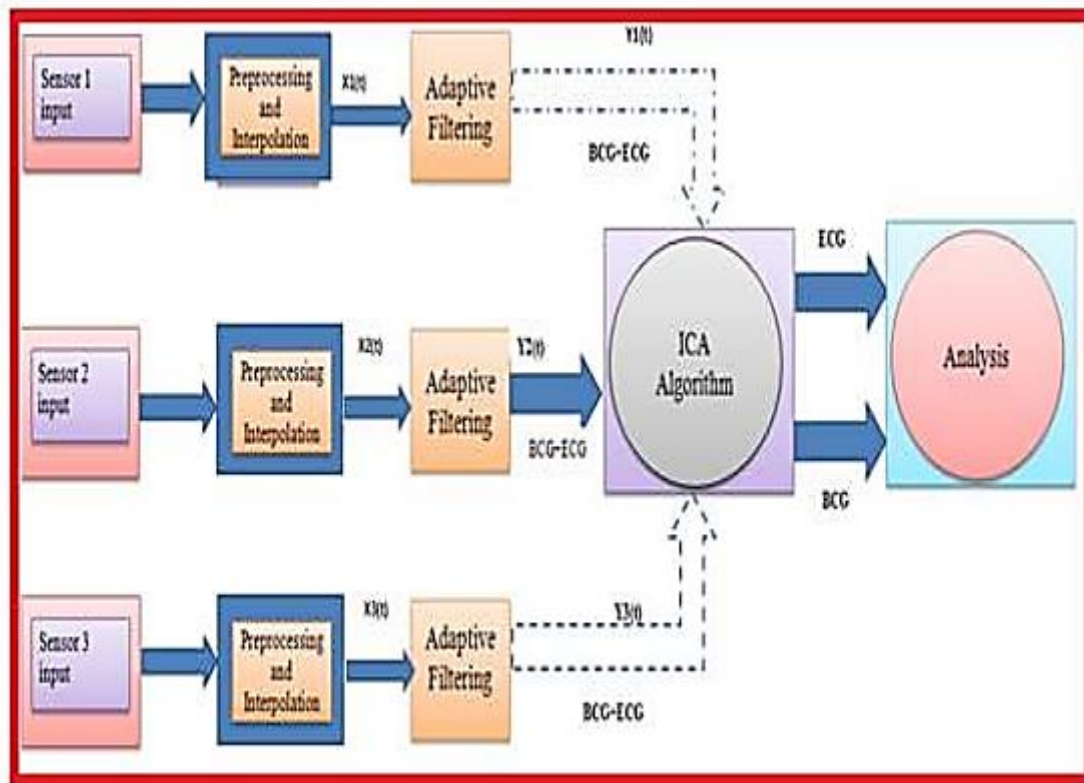 Sensor 1
input
Preprocessing
and
Interpolation
X1(t)
Adaptive
Filtering
Y1(t)
BCG-ECG
Sensor 2
input
Preprocessing
and
Interpolation
X2(t)
Adaptive
Filtering
Y2(t)
BCG-ECG
ICA
Algorithm
ECG
BCG
Analysis
Sensor 3
input
Preprocessing
and
Interpolation
X3(t)
Adaptive
Filtering
Y3(t)
BCG-ECG